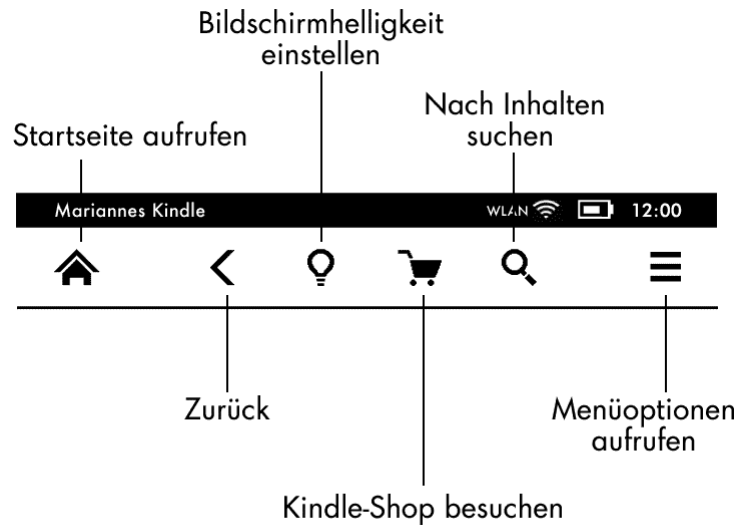 Bildschirmhelligkeit
einstellen
Nach Inhalten
suchen
Startseite aufrufen
Mariannes Kindle WLAN 12:00
Zurück
Menüoptionen
aufrufen
Kindle-Shop besuchen